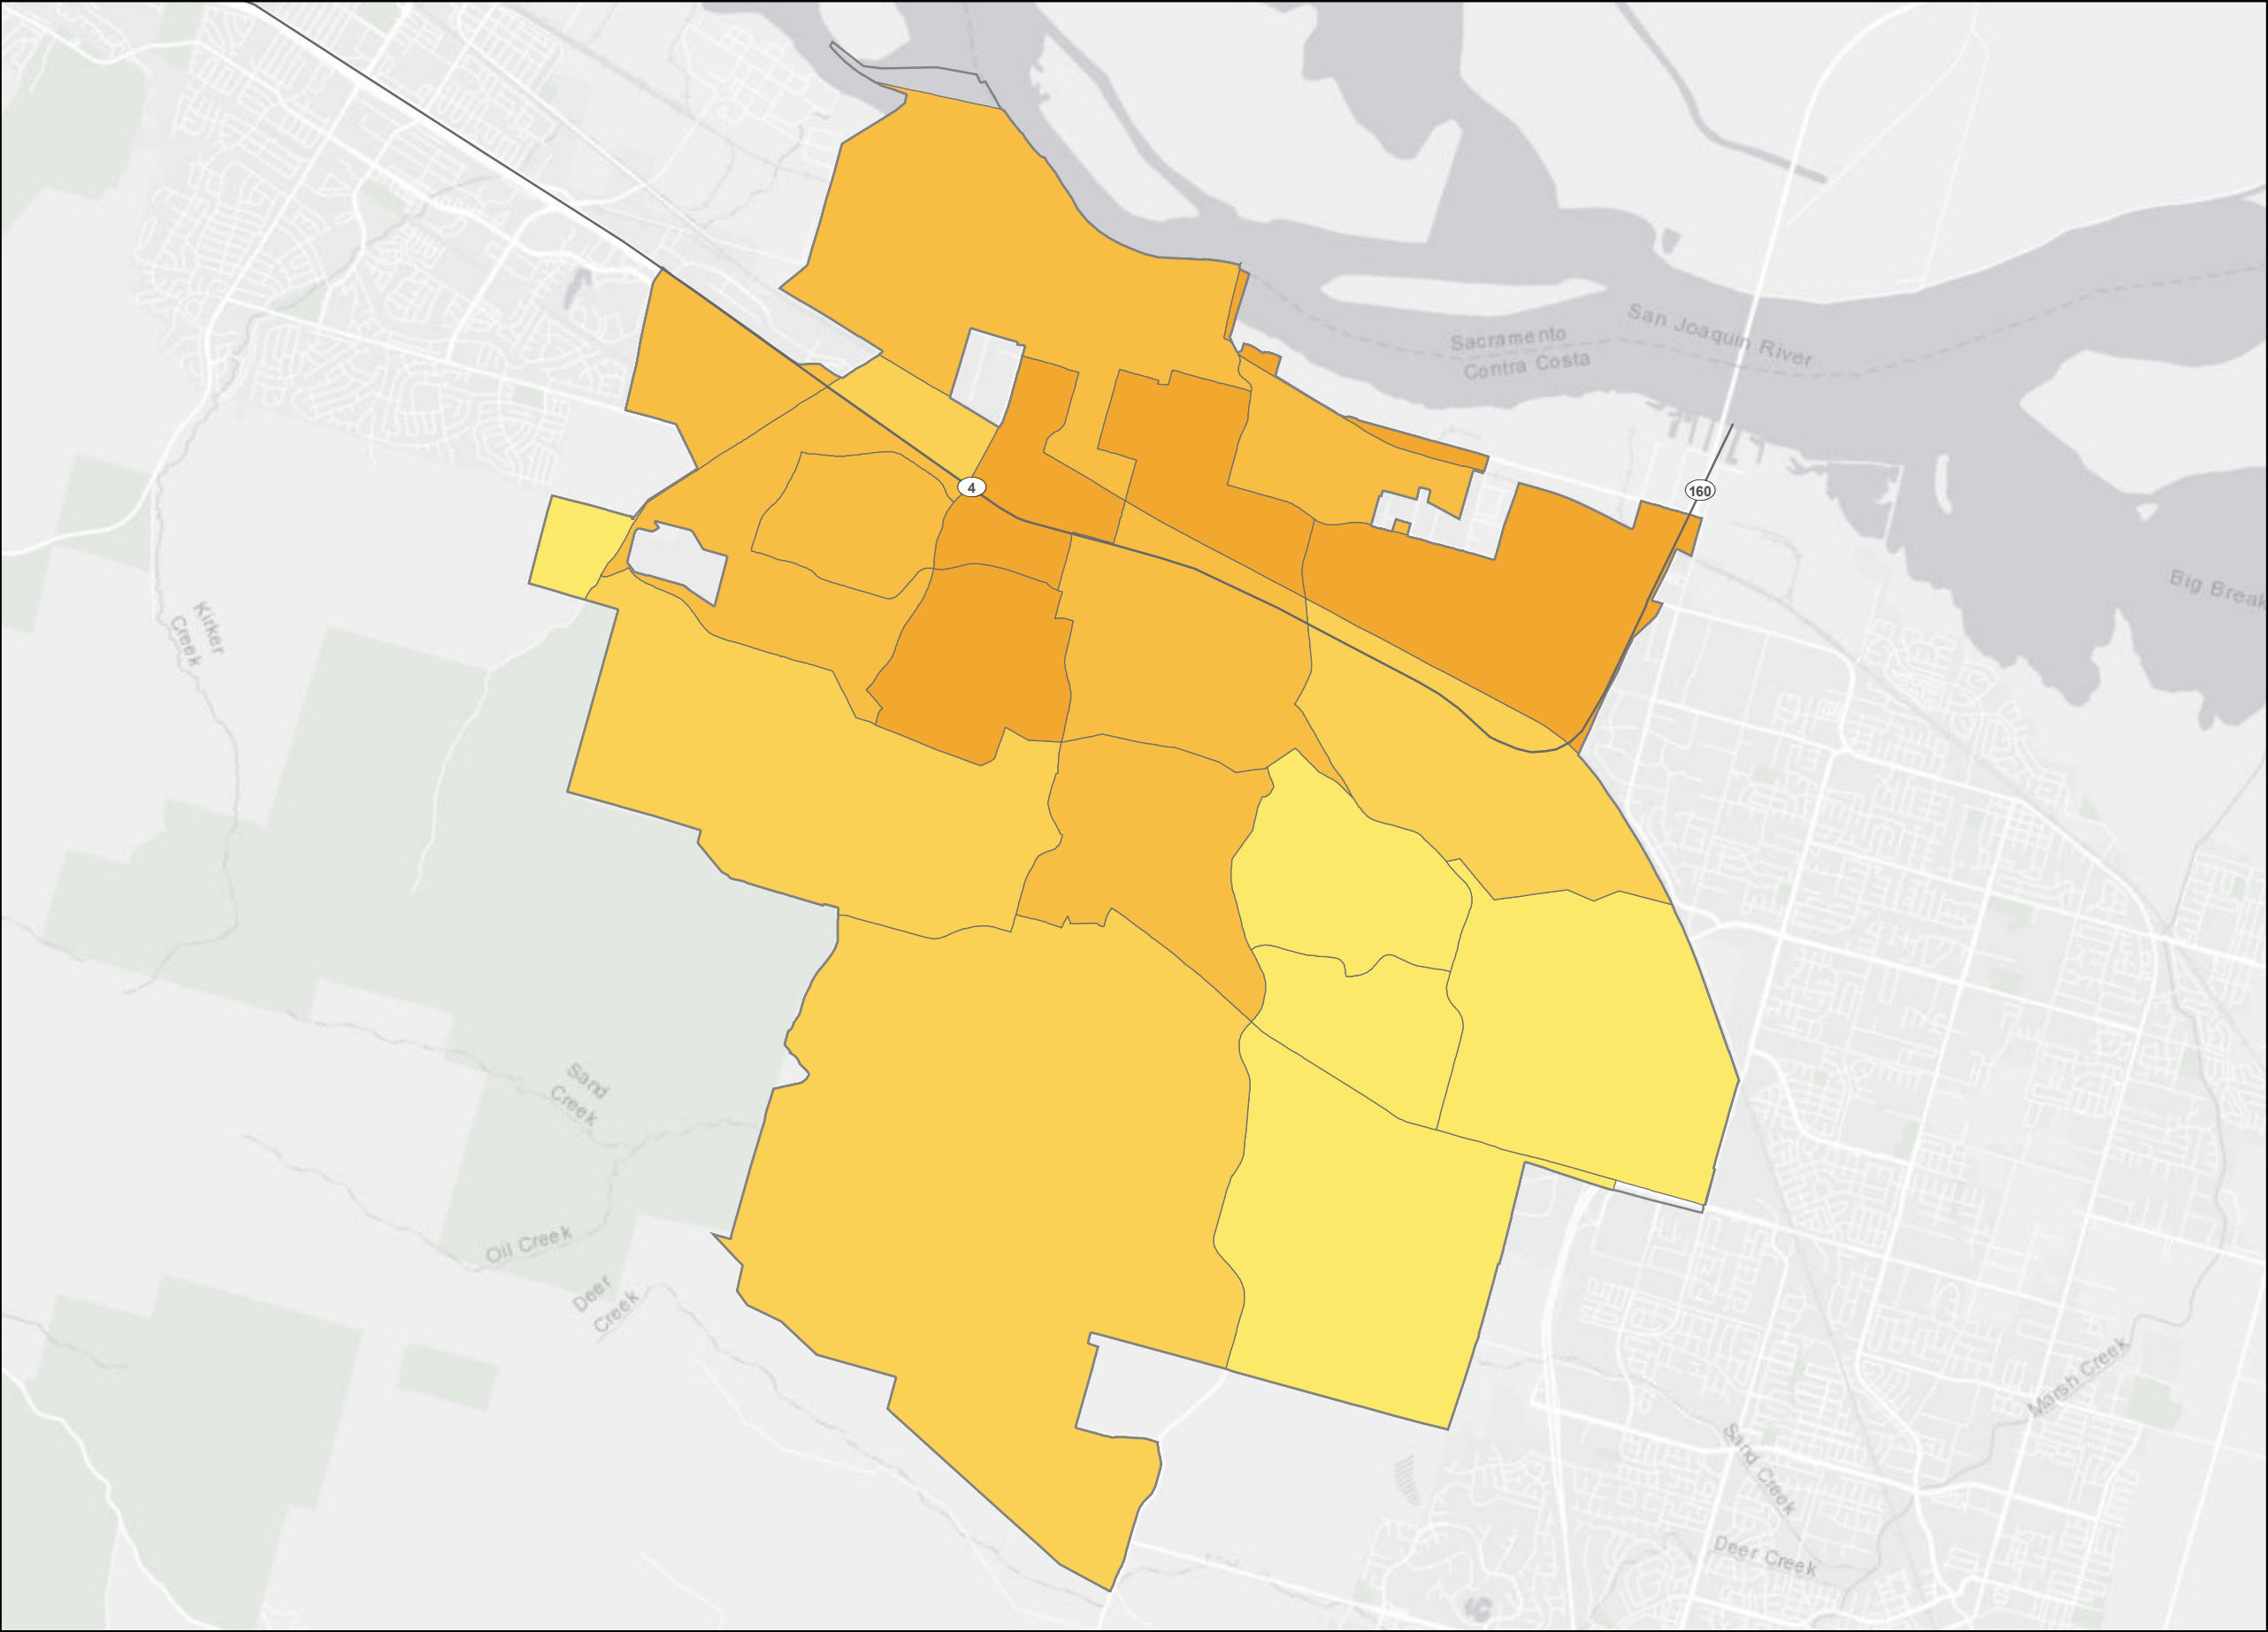 San Joaquin River
Sacramento
Contra Costa
4
160
Big Break
Kirker
Creek
Sand
Creek
Oil Creek
Deer
Creek
Marsh Creek
Sand Creek
Deer Creek